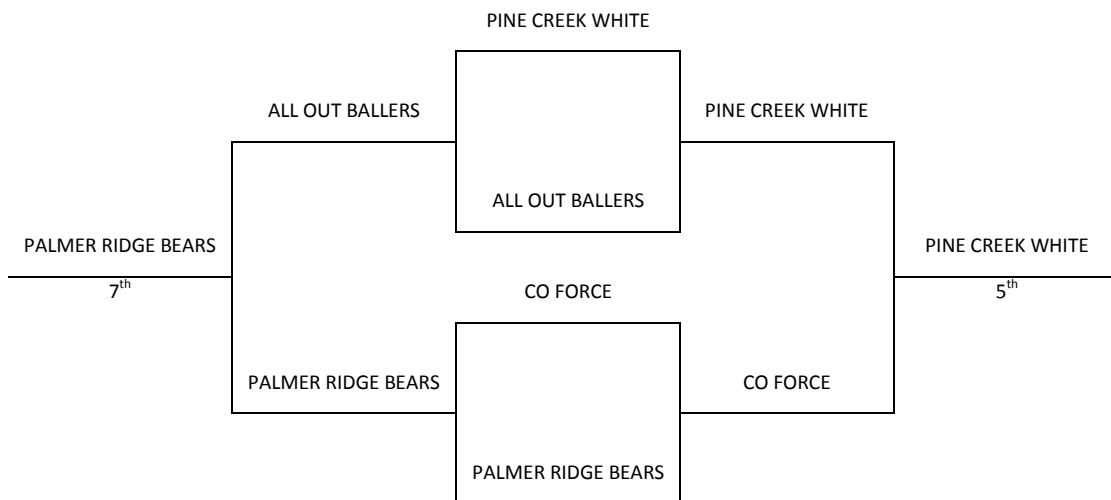 PINE CREEK WHITE
ALL OUT BALLERS
PINE CREEK WHITE
ALL OUT BALLERS
PALMER RIDGE BEARS
PINE CREEK WHITE
7th
CO FORCE
5th
PALMER RIDGE BEARS
CO FORCE
PALMER RIDGE BEARS